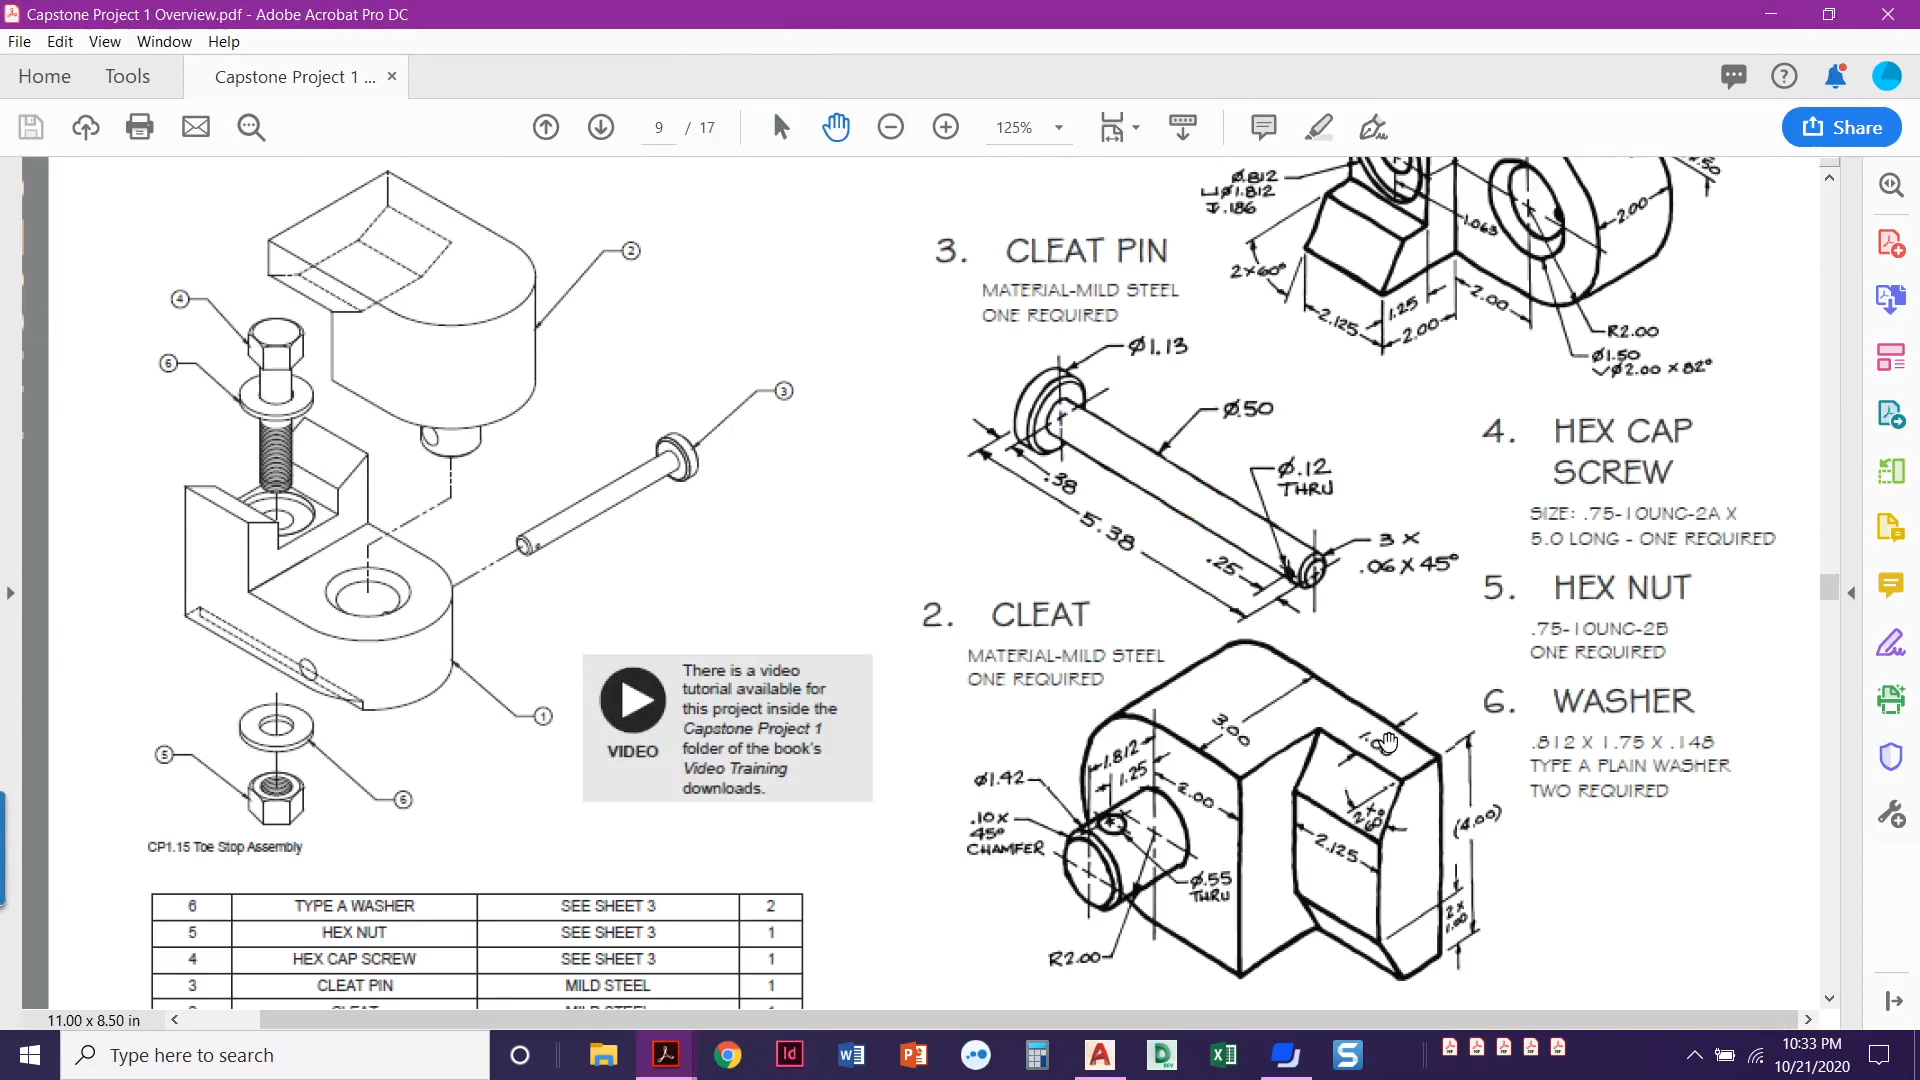 Capstone Project 1 Overview.pdf - Adobe Acrobat Pro DC
File Edit View Window Help
Home Tools Capstone Project 1 ... ×
9 / 17 125% Share
2
4
6
3
1
5
6
CP1.15 Toe Stop Assembly
VIDEO
There is a video
tutorial available for
this project inside the
Capstone Project 1
folder of the book's
Video Training
downloads.
6 TYPE A WASHER SEE SHEET 3 2
5 HEX NUT SEE SHEET 3 1
4 HEX CAP SCREW SEE SHEET 3 1
3 CLEAT PIN MILD STEEL 1
Ø.812
⌴Ø1.812
↧.186
2X60°
2.125
1.25
2.00
1.063
2.00
2.00
R2.00
Ø1.50
⌵Ø2.00 X 82°
3. CLEAT PIN
MATERIAL-MILD STEEL
ONE REQUIRED
Ø1.13
Ø.50
Ø.12
THRU
.38
5.38
.25
3 X
.06 X 45°
2. CLEAT
MATERIAL-MILD STEEL
ONE REQUIRED
3.00
1.812
1.25
2.00
Ø1.42
.10 X
45°
CHAMFER
Ø.55
THRU
R2.00
2.125
(4.00)
2X
1.00
4. HEX CAP
SCREW
SIZE: .75-10UNC-2A X
5.0 LONG - ONE REQUIRED
5. HEX NUT
.75-10UNC-2B
ONE REQUIRED
6. WASHER
.812 X 1.75 X .148
TYPE A PLAIN WASHER
TWO REQUIRED
11.00 x 8.50 in
Type here to search
10:33 PM
10/21/2020